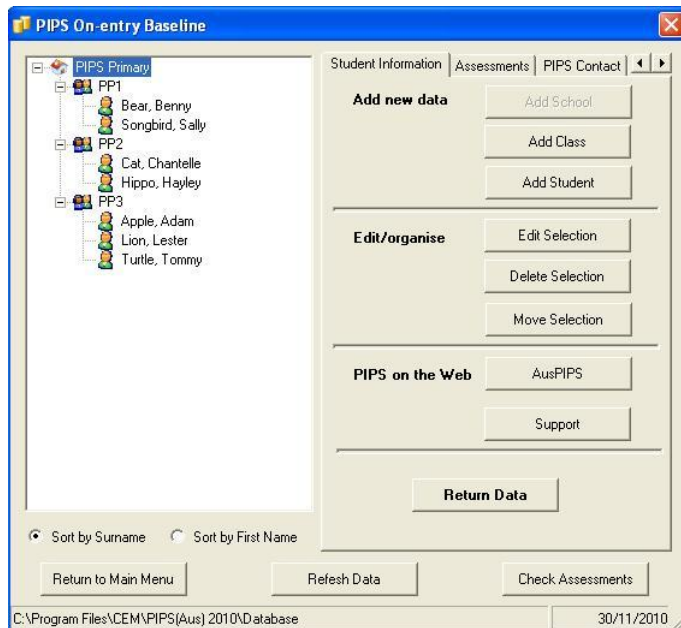 PIPS On-entry Baseline
PIPS Primary
PP1
Bear, Benny
Songbird, Sally
PP2
Cat, Chantelle
Hippo, Hayley
PP3
Apple, Adam
Lion, Lester
Turtle, Tommy
Sort by Surname Sort by First Name
Student Information Assessments PIPS Contact
Add new data Add School
Add Class
Add Student
Edit/organise Edit Selection
Delete Selection
Move Selection
PIPS on the Web AusPIPS
Support
Return Data
Return to Main Menu Refesh Data Check Assessments
C:\Program Files\CEM\PIPS(Aus) 2010\Database 30/11/2010